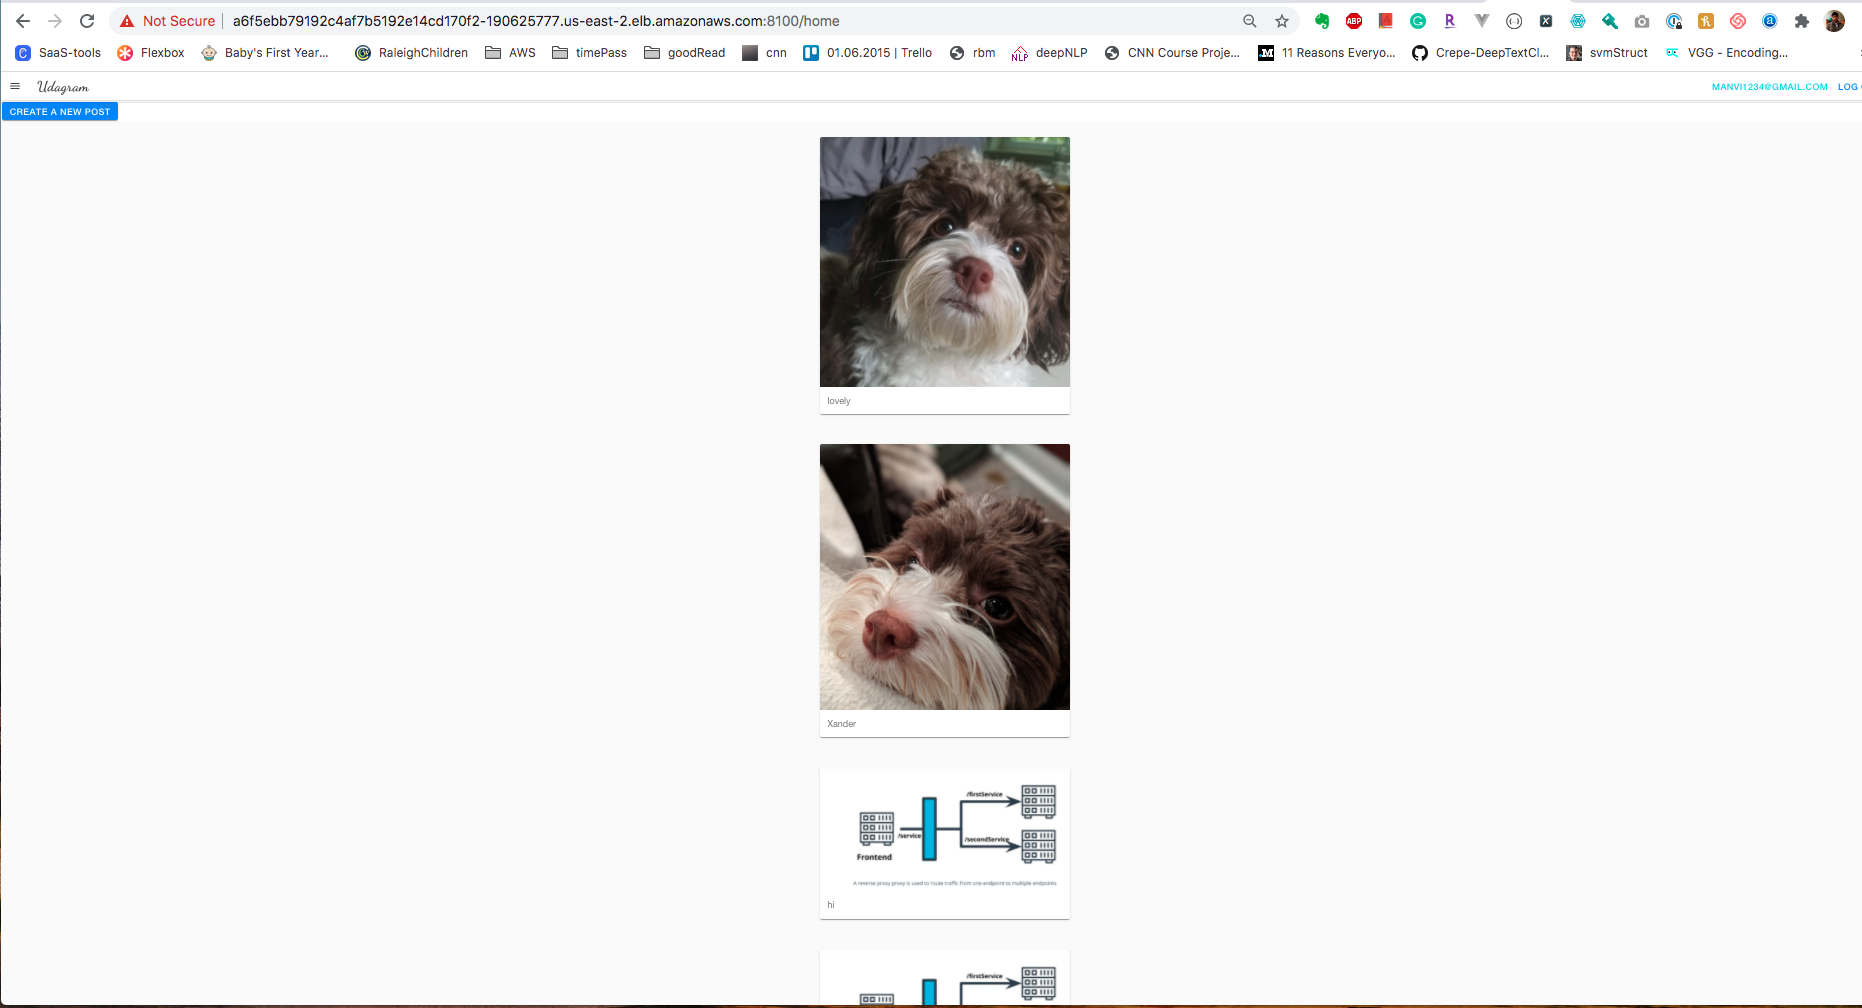 Not Secure | a6f5ebb79192c4af7b5192e14cd170f2-190625777.us-east-2.elb.amazonaws.com:8100/home
ABP
SaaS-tools Flexbox Baby's First Year... RaleighChildren AWS timePass goodRead cnn 01.06.2015 | Trello rbm NLP deepNLP CNN Course Proje... 11 Reasons Everyo... Crepe-DeepTextCl... svmStruct VGG - Encoding...
Udagram MANVI1234@GMAIL.COM LOG
CREATE A NEW POST
lovely
Xander
/firstService
/service
/secondService
Frontend
A reverse proxy proxy is used to route traffic from one endpoint to multiple endpoints
hi
/firstService